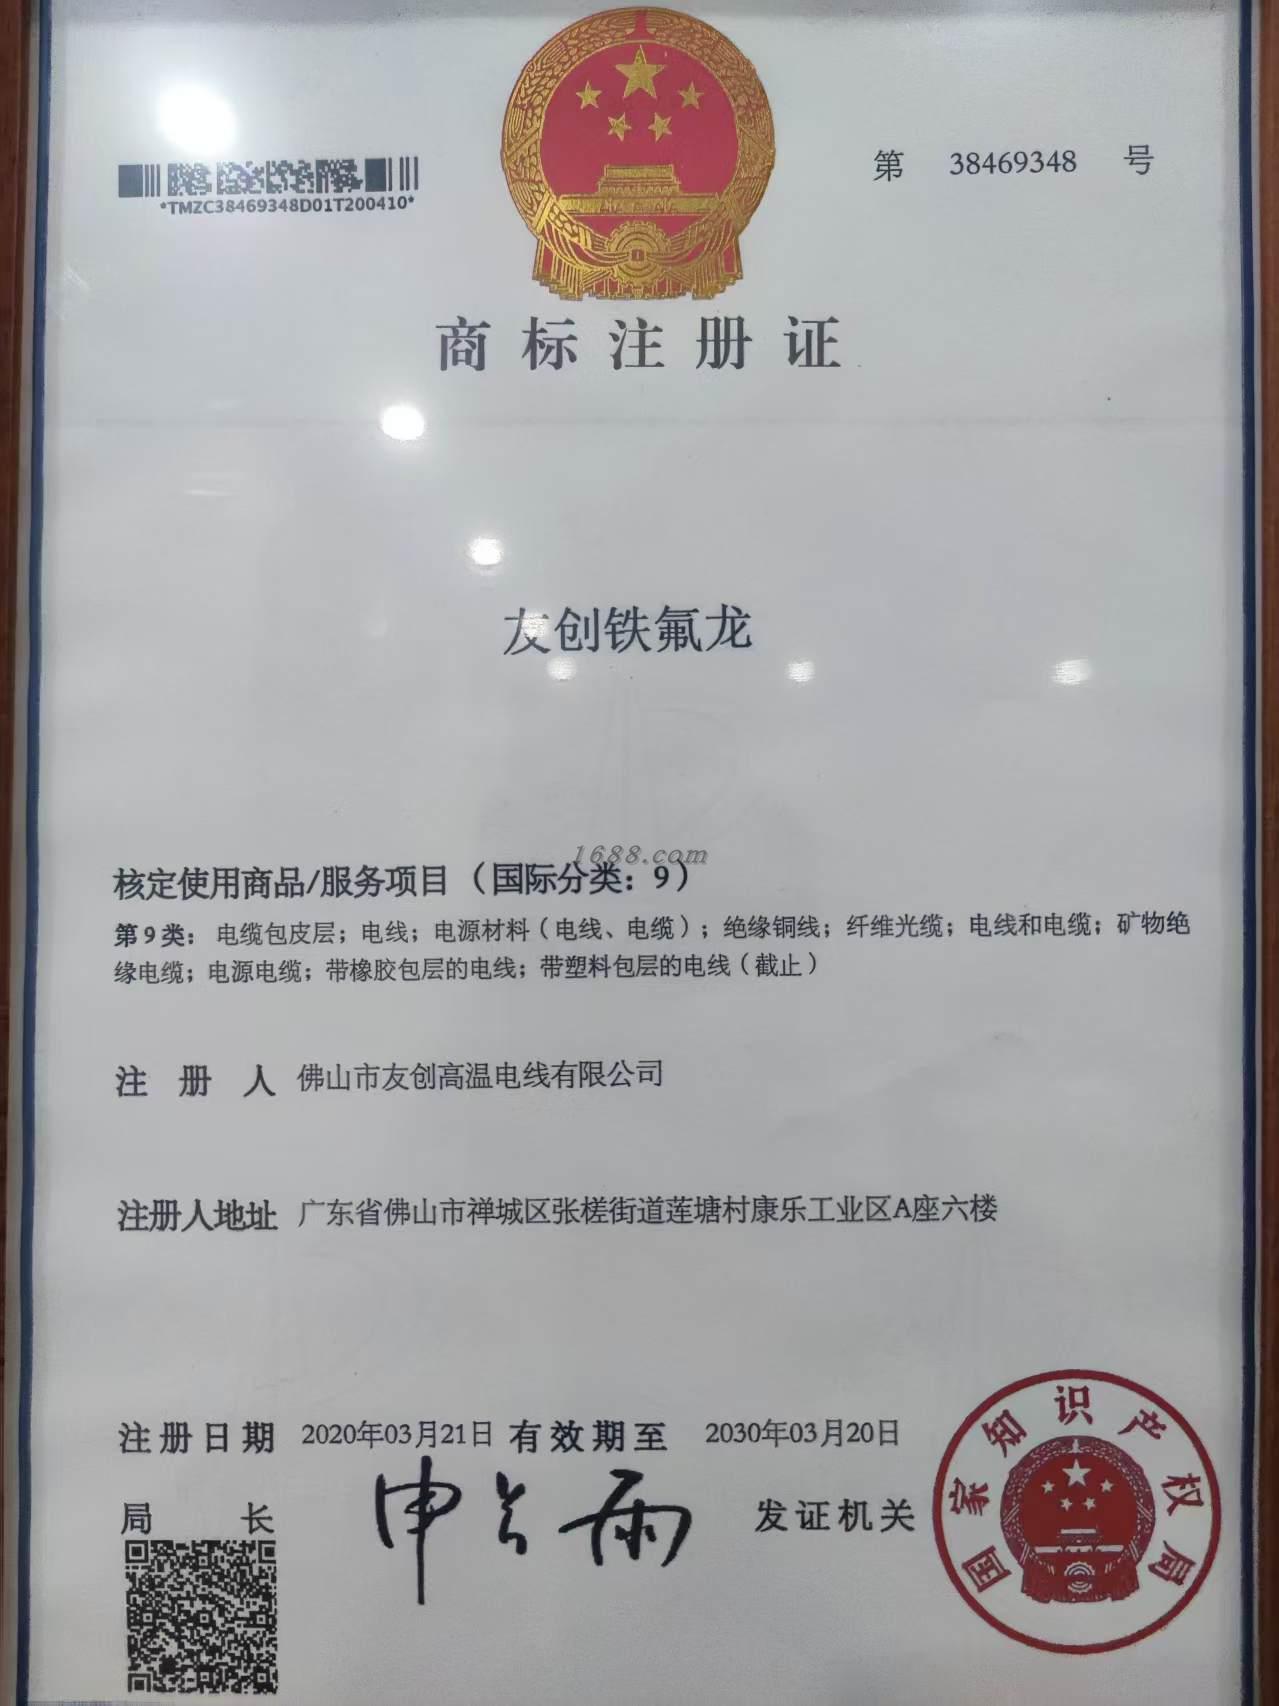 第 38469348 号
*TMZC38469348D01T200410*
商标注册证
友创铁氟龙
1688.com
核定使用商品/服务项目（国际分类：9）
第9类：电缆包皮层；电线；电源材料（电线、电缆）；绝缘铜线；纤维光缆；电线和电缆；矿物绝
缘电缆；电源电缆；带橡胶包层的电线；带塑料包层的电线（截止）
注册人 佛山市友创高温电线有限公司
注册人地址 广东省佛山市禅城区张槎街道莲塘村康乐工业区A座六楼
注册日期 2020年03月21日 有效期至 2030年03月20日
局长 申长雨 发证机关
国家知识产权局